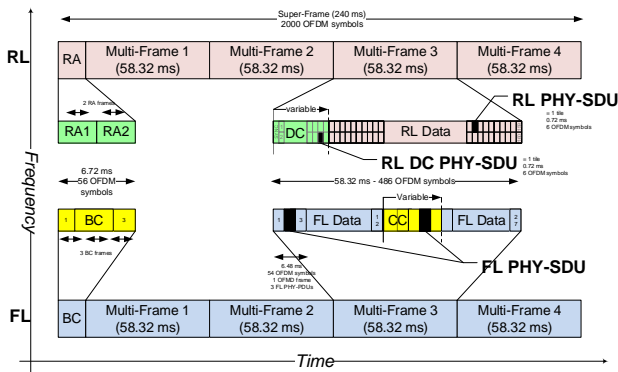 Super-Frame (240 ms)
2000 OFDM symbols
RL
RA
Multi-Frame 1
(58.32 ms)
Multi-Frame 2
(58.32 ms)
Multi-Frame 3
(58.32 ms)
Multi-Frame 4
(58.32 ms)
2 RA frames
variable
RL PHY-SDU
= 1 tile
0.72 ms
6 OFDM symbols
RA1
RA2
DC
RL Data
RL DC PHY-SDU
= 1 tile
0.72 ms
6 OFDM symbols
Frequency
6.72 ms
56 OFDM
symbols
58.32 ms - 486 OFDM symbols
Variable
1
BC
3
1
3
FL Data
1
2
CC
FL Data
2
7
3 BC frames
6.48 ms
54 OFDM symbols
1 OFMD frame
3 FL PHY-PDUs
FL PHY-SDU
FL
BC
Multi-Frame 1
(58.32 ms)
Multi-Frame 2
(58.32 ms)
Multi-Frame 3
(58.32 ms)
Multi-Frame 4
(58.32 ms)
Time